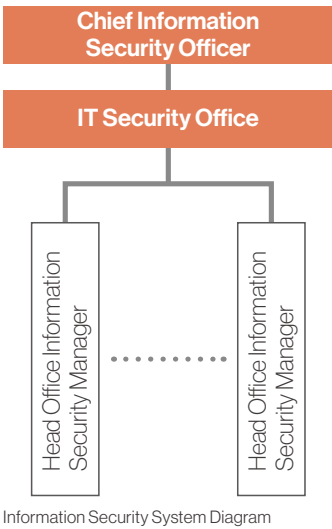 Chief Information
Security Officer
IT Security Office
Head Office Information
Security Manager
Head Office Information
Security Manager
Information Security System Diagram